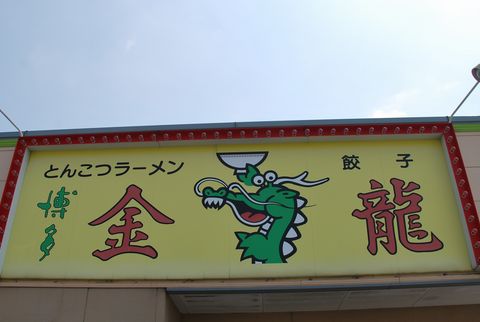 とんこつラーメン
餃子
博多
金龍